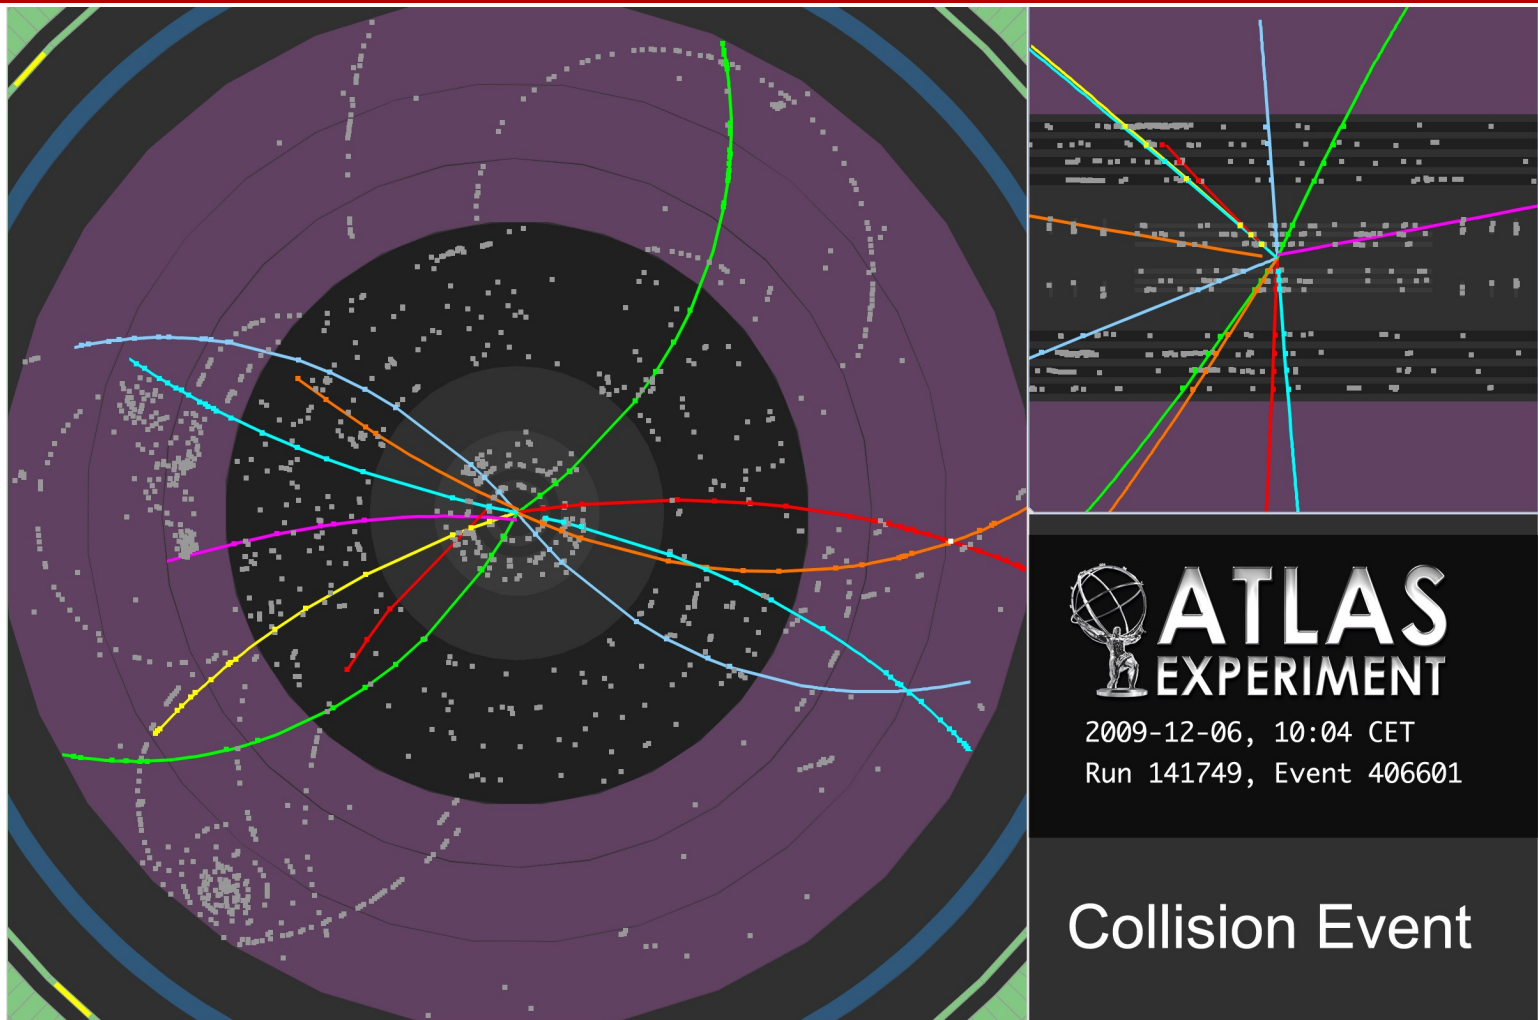 ATLAS
EXPERIMENT
2009-12-06, 10:04 CET
Run 141749, Event 406601
Collision Event